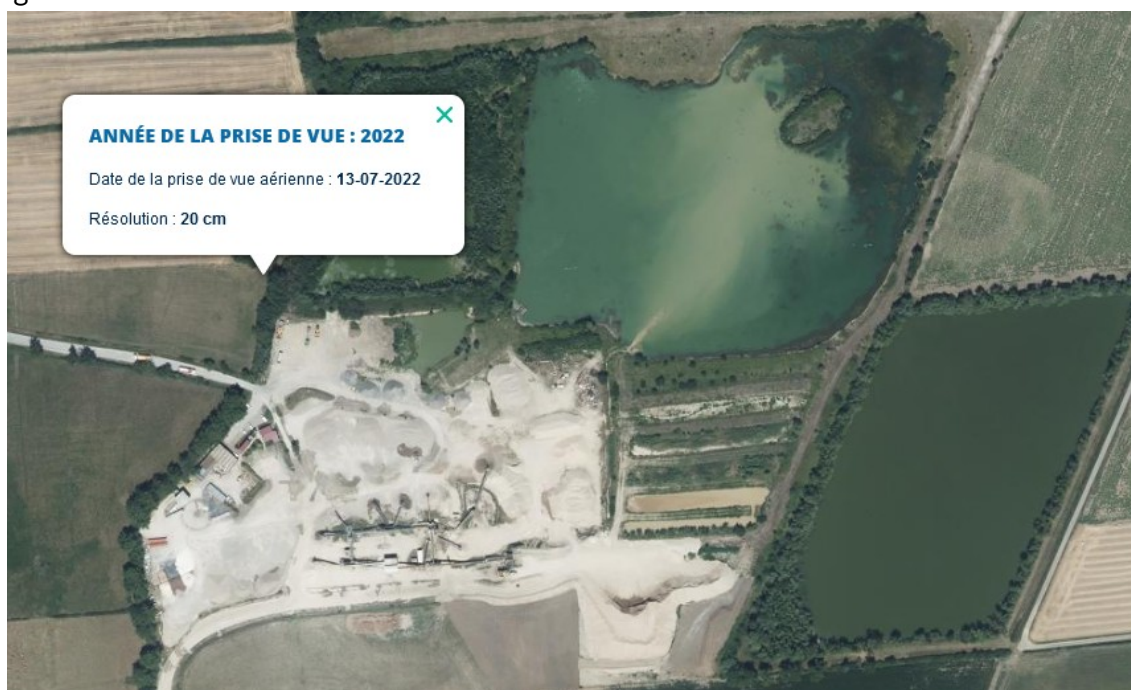 ANNÉE DE LA PRISE DE VUE : 2022
Date de la prise de vue aérienne : 13-07-2022
Résolution : 20 cm